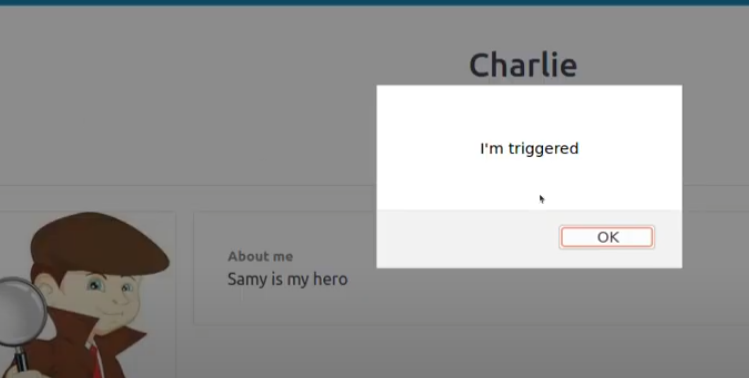 Charlie
I'm triggered
OK
About me
Samy is my hero